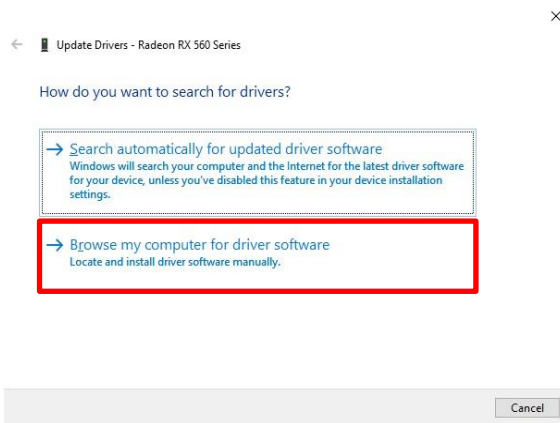 Update Drivers - Radeon RX 560 Series
How do you want to search for drivers?
Search automatically for updated driver software
Windows will search your computer and the Internet for the latest driver software
for your device, unless you've disabled this feature in your device installation
settings.
Browse my computer for driver software
Locate and install driver software manually.
Cancel